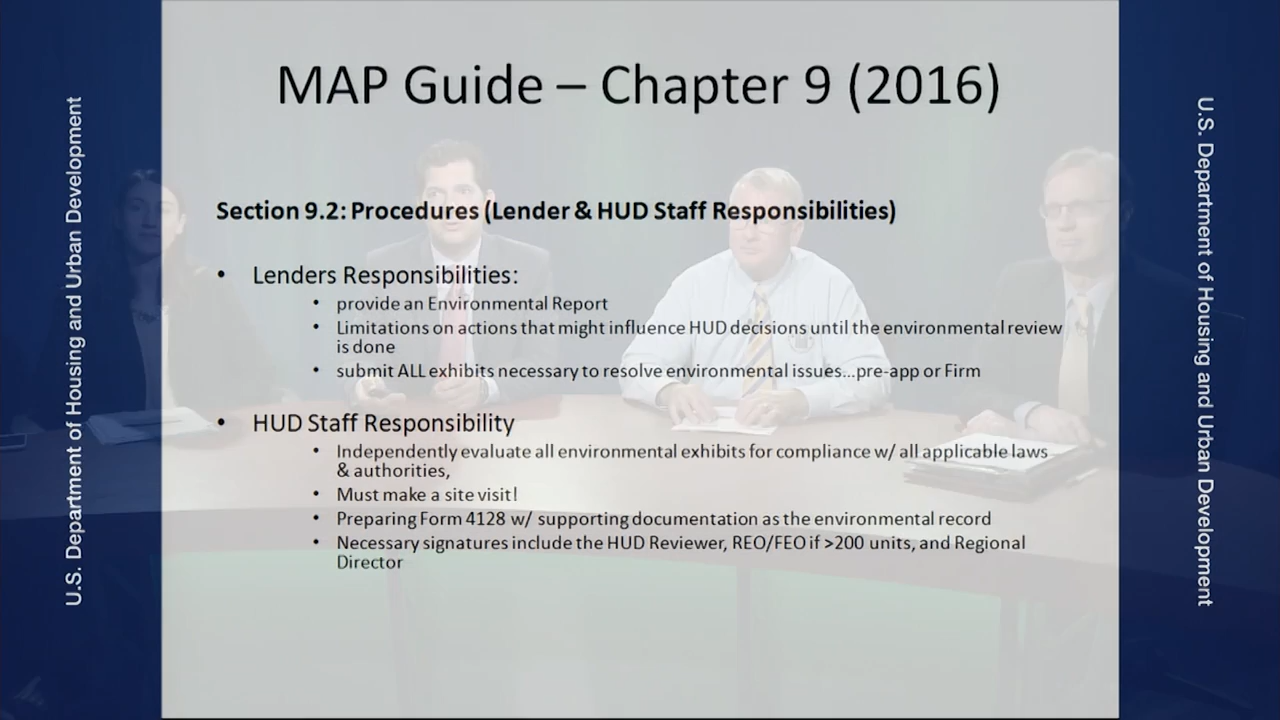 MAP Guide – Chapter 9 (2016)
Section 9.2: Procedures (Lender & HUD Staff Responsibilities)
• Lenders Responsibilities:
• provide an Environmental Report
• Limitations on actions that might influence HUD decisions until the environmental review
is done
• submit ALL exhibits necessary to resolve environmental issues...pre-app or Firm
• HUD Staff Responsibility
• Independently evaluate all environmental exhibits for compliance w/ all applicable laws
& authorities,
• Must make a site visit!
• Preparing Form 4128 w/ supporting documentation as the environmental record
• Necessary signatures include the HUD Reviewer, REO/FEO if >200 units, and Regional
Director
U.S. Department of Housing and Urban Development
U.S. Department of Housing and Urban Development